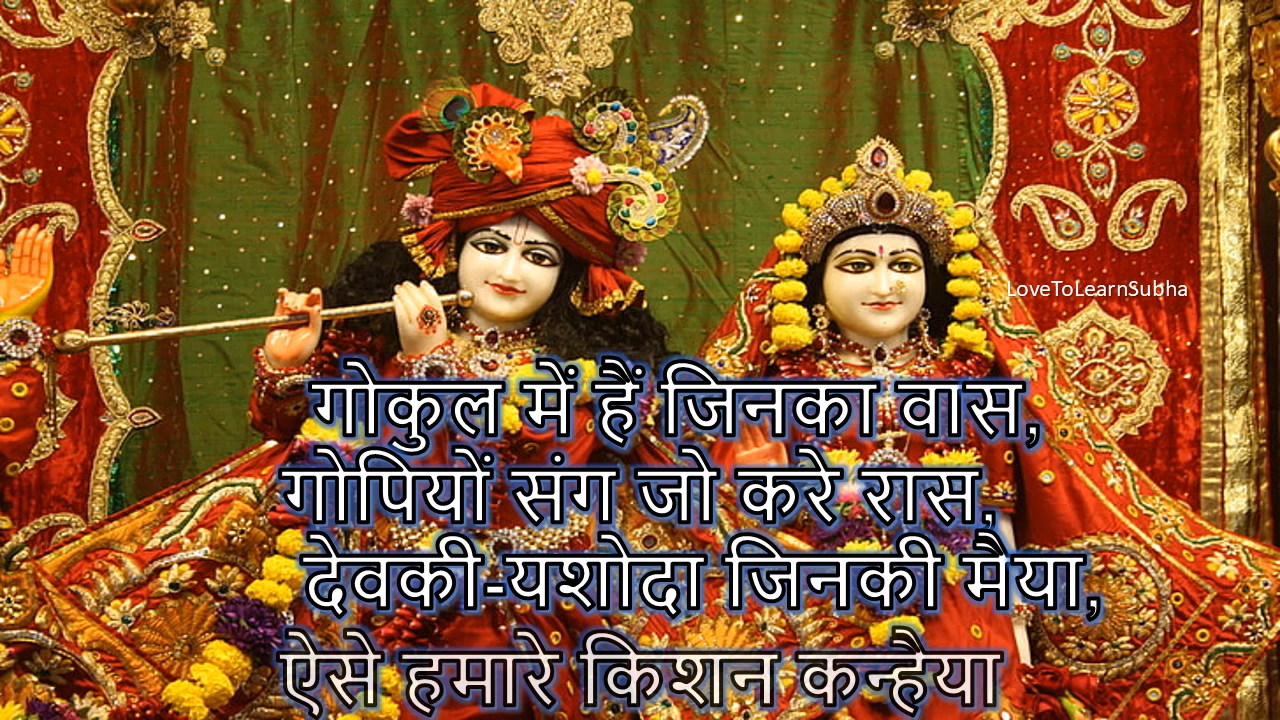 LoveToLearnSubha
गोकुल में हैं जिनका वास,
गोपियों संग जो करे रास,
देवकी-यशोदा जिनकी मैया,
ऐसे हमारे किशन कन्हैया